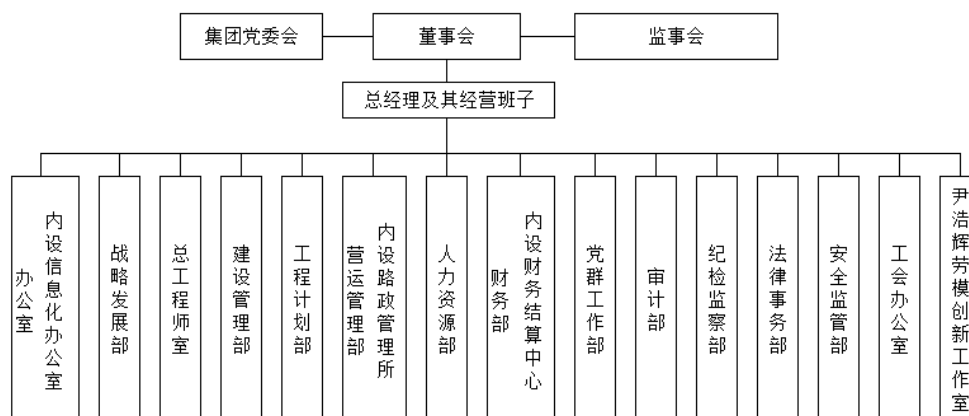 集团党委会
董事会
监事会
总经理及其经营班子
办公室
内设信息化办公室
战略发展部
总工程师室
建设管理部
工程计划部
营运管理部
内设路政管理所
人力资源部
财务部
内设财务结算中心
党群工作部
审计部
纪检监察部
法律事务部
安全监管部
工会办公室
尹浩辉劳模创新工作室